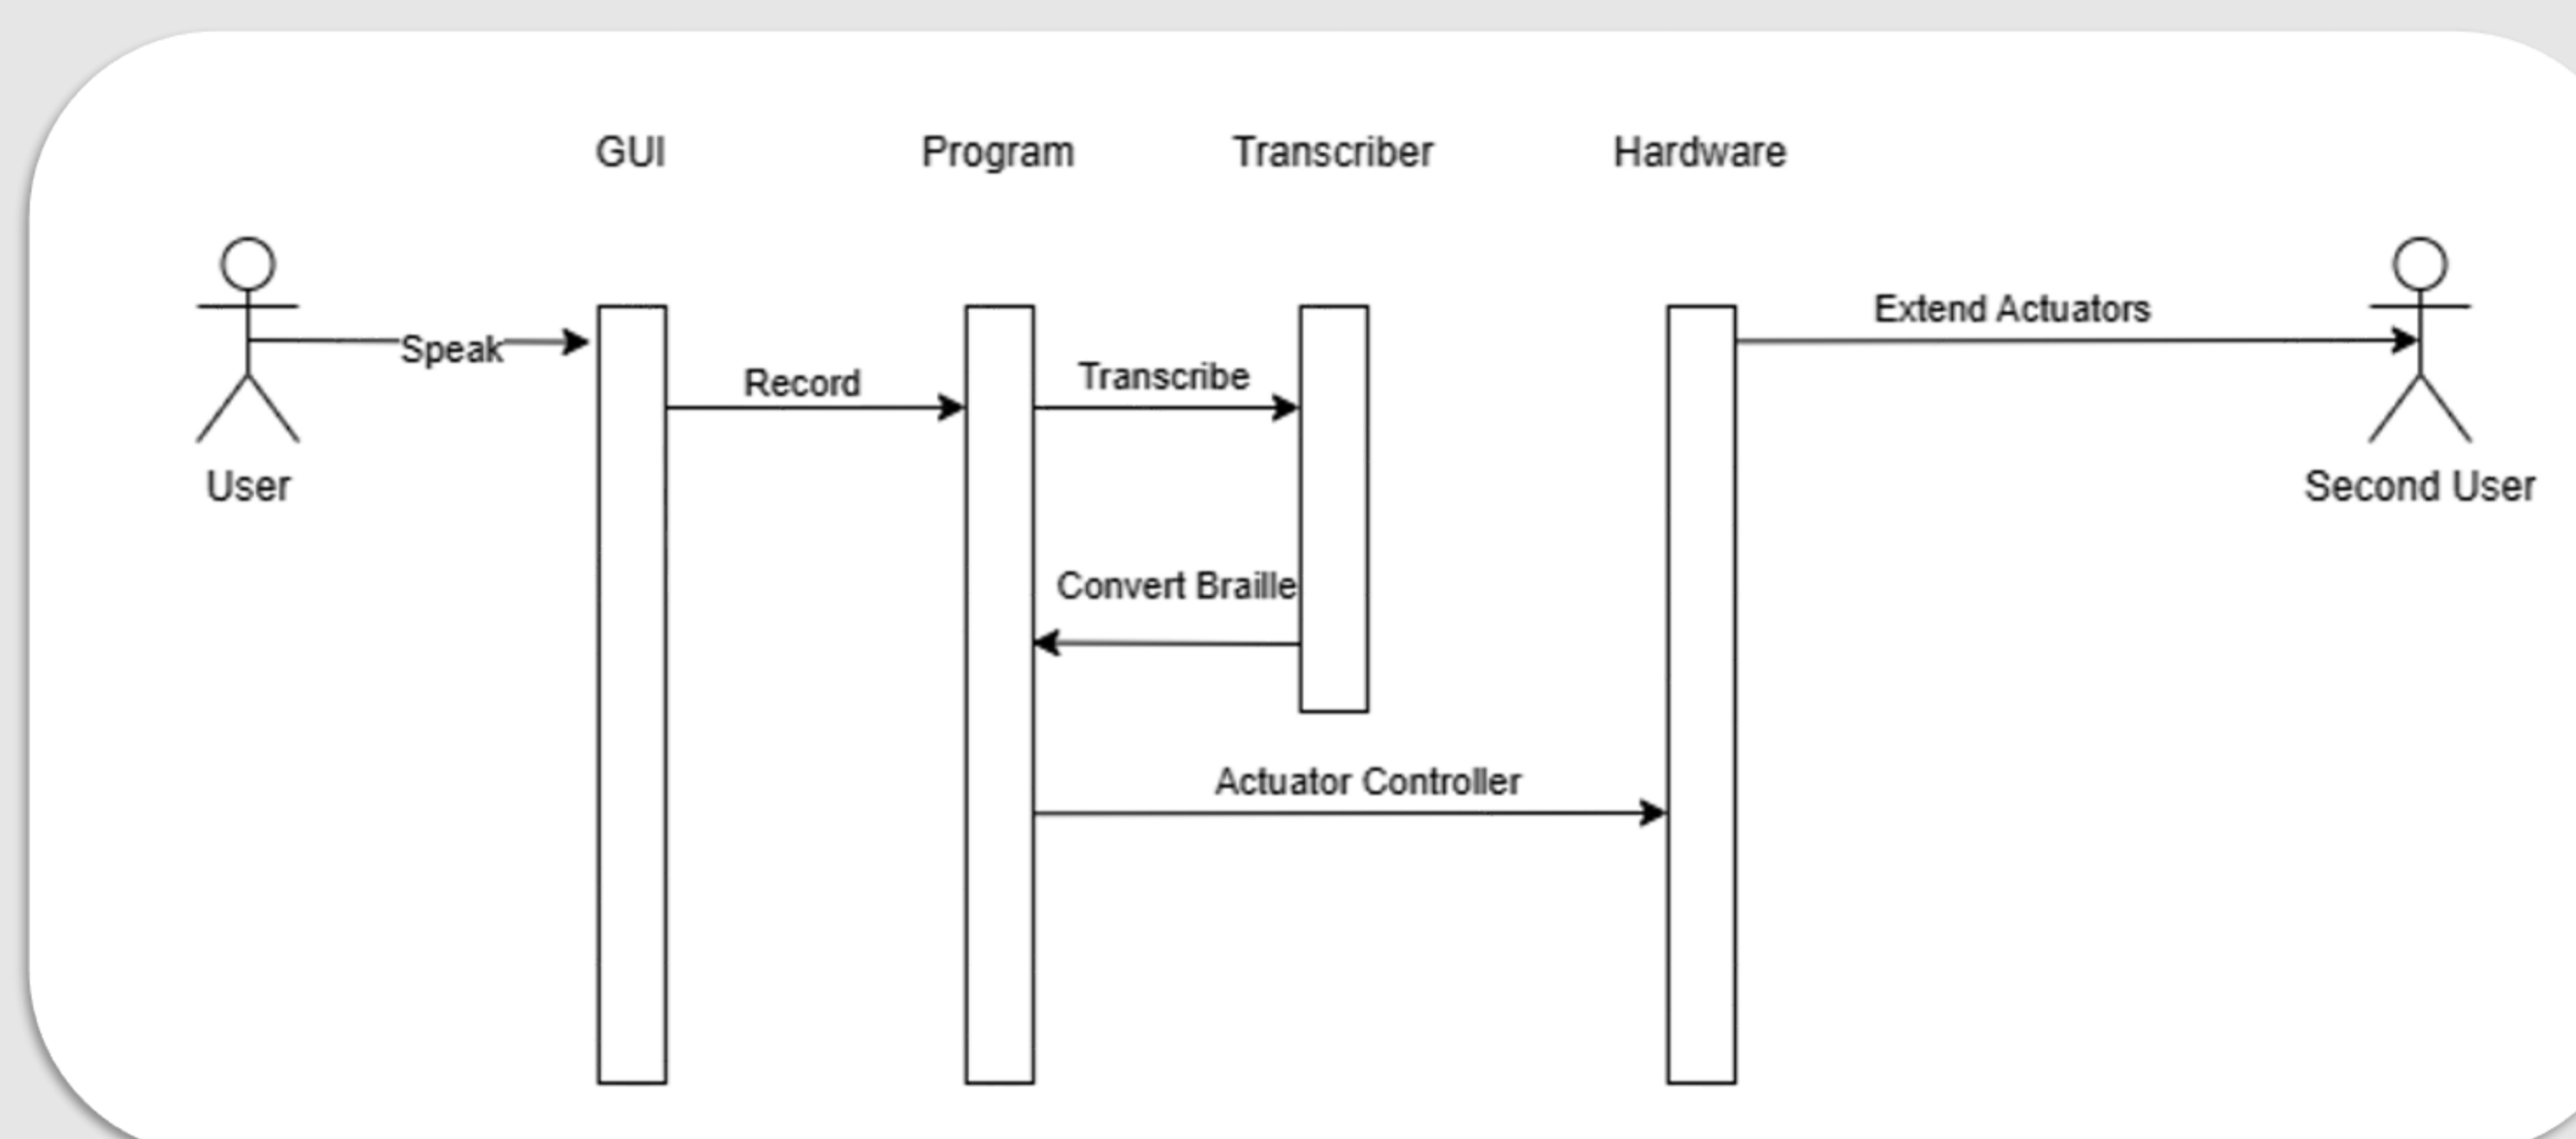 GUI
Program
Transcriber
Hardware
Speak
Record
Transcribe
Extend Actuators
User
Second User
Convert Braille
Actuator Controller